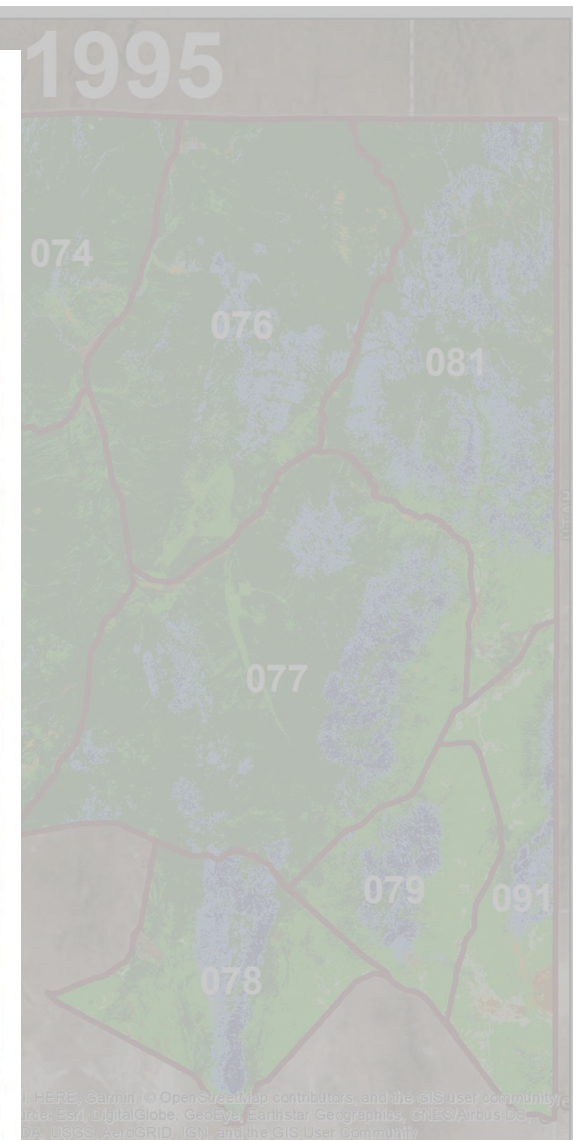 1995
074
076
081
077
079
091
078
, HERE, Garmin, © OpenStreetMap contributors, and the GIS user community
Esri, DigitalGlobe, GeoEye, Earthstar Geographics, CNES/Airbus DS,
USGS, AeroGRID, IGN, and the GIS User Community